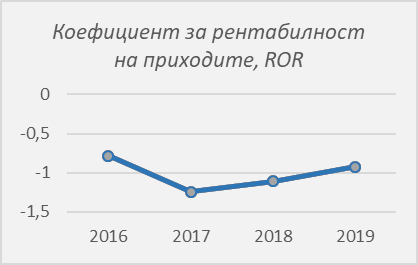 Коефициент за рентабилност
на приходите, ROR
0
-0,5
-1
-1,5
2016 2017 2018 2019